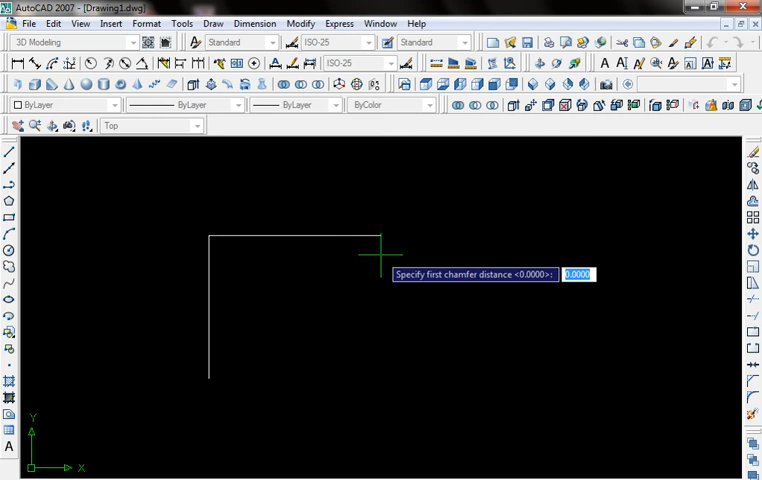 AutoCAD 2007 - [Drawing1.dwg]
File Edit View Insert Format Tools Draw Dimension Modify Express Window Help
3D Modeling Standard ISO-25 Standard
ISO-25
ByLayer ByLayer ByLayer ByColor
Top
Specify first chamfer distance <0.0000>: 0.0000
Y
X
A